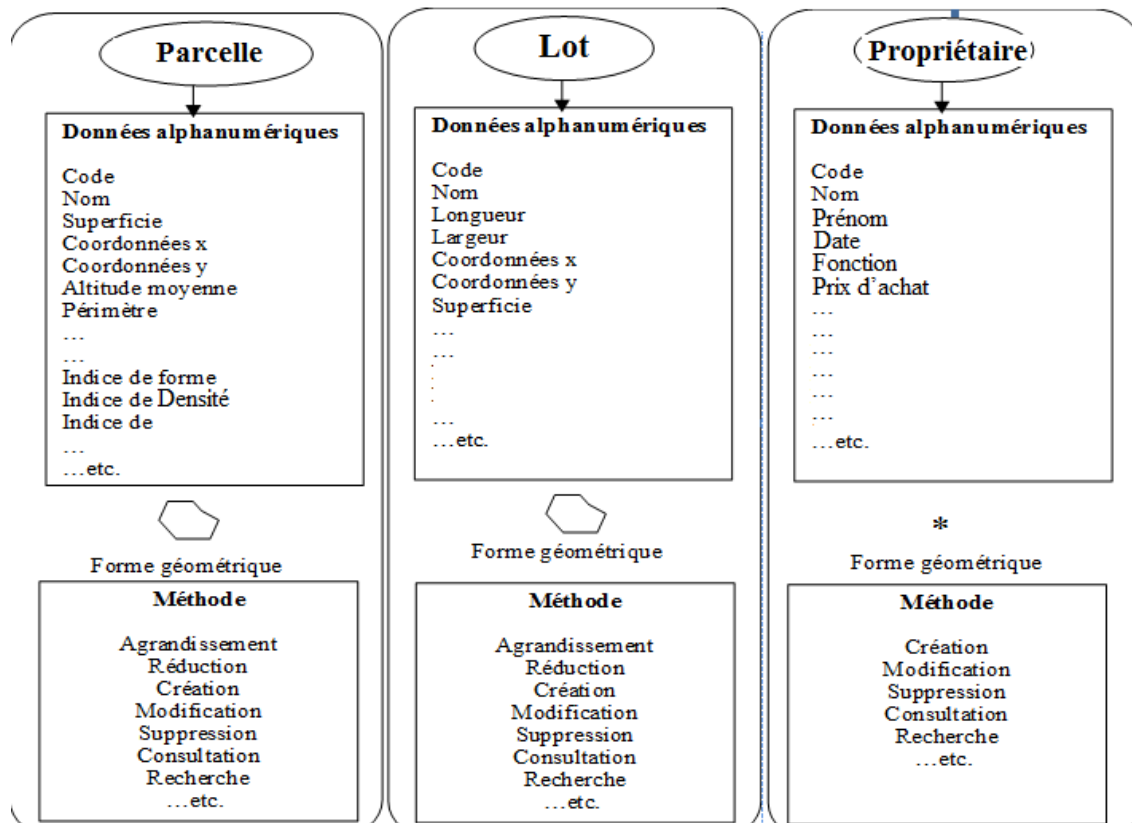 Parcelle
Données alphanumériques
Code
Nom
Superficie
Coordonnées x
Coordonnées y
Altitude moyenne
Périmètre
…
…
Indice de forme
Indice de Densité
Indice de
…
…etc.
Forme géométrique
Méthode
Agrandissement
Réduction
Création
Modification
Suppression
Consultation
Recherche
…etc.
Lot
Données alphanumériques
Code
Nom
Longueur
Largeur
Coordonnées x
Coordonnées y
Superficie
…
…
…
…etc.
Forme géométrique
Méthode
Agrandissement
Réduction
Création
Modification
Suppression
Consultation
Recherche
…etc.
Propriétaire
Données alphanumériques
Code
Nom
Prénom
Date
Fonction
Prix d’achat
…
…
…
…
…
…
…etc.
*
Forme géométrique
Méthode
Création
Modification
Suppression
Consultation
Recherche
…etc.